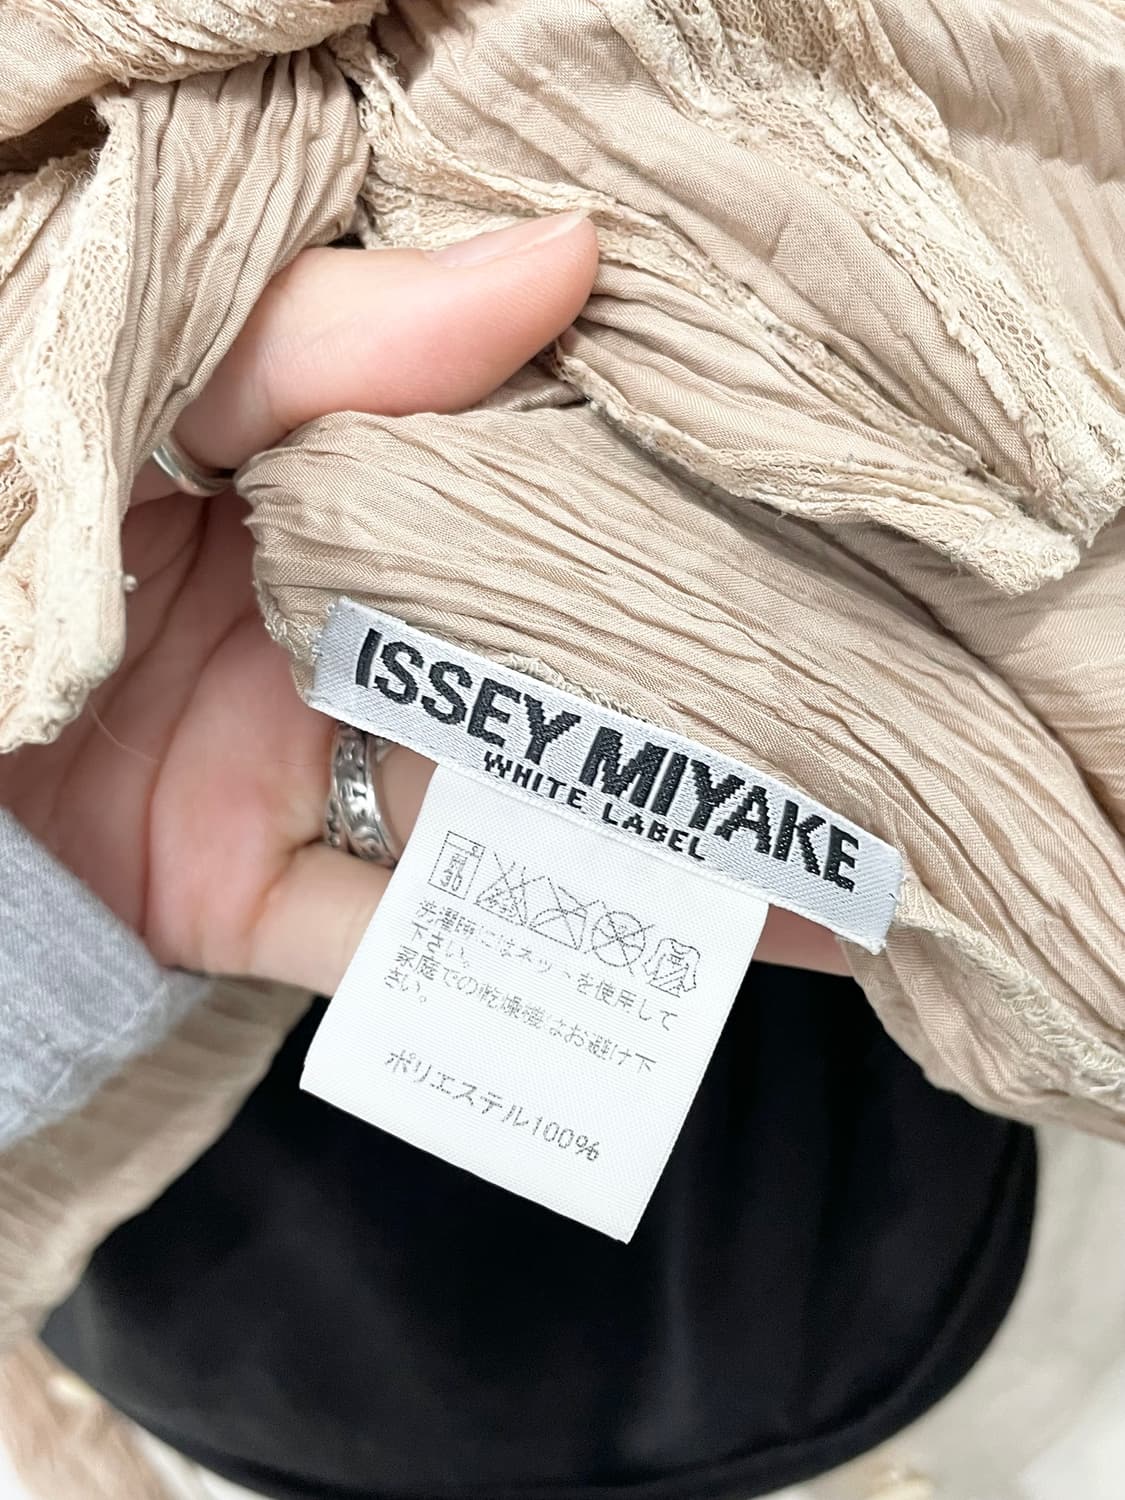 ISSEY MIYAKE
WHITE LABEL
洗濯時にはネットを使用して
下さい。
家庭での乾燥機はお避け下
さい。
ポリエステル100%